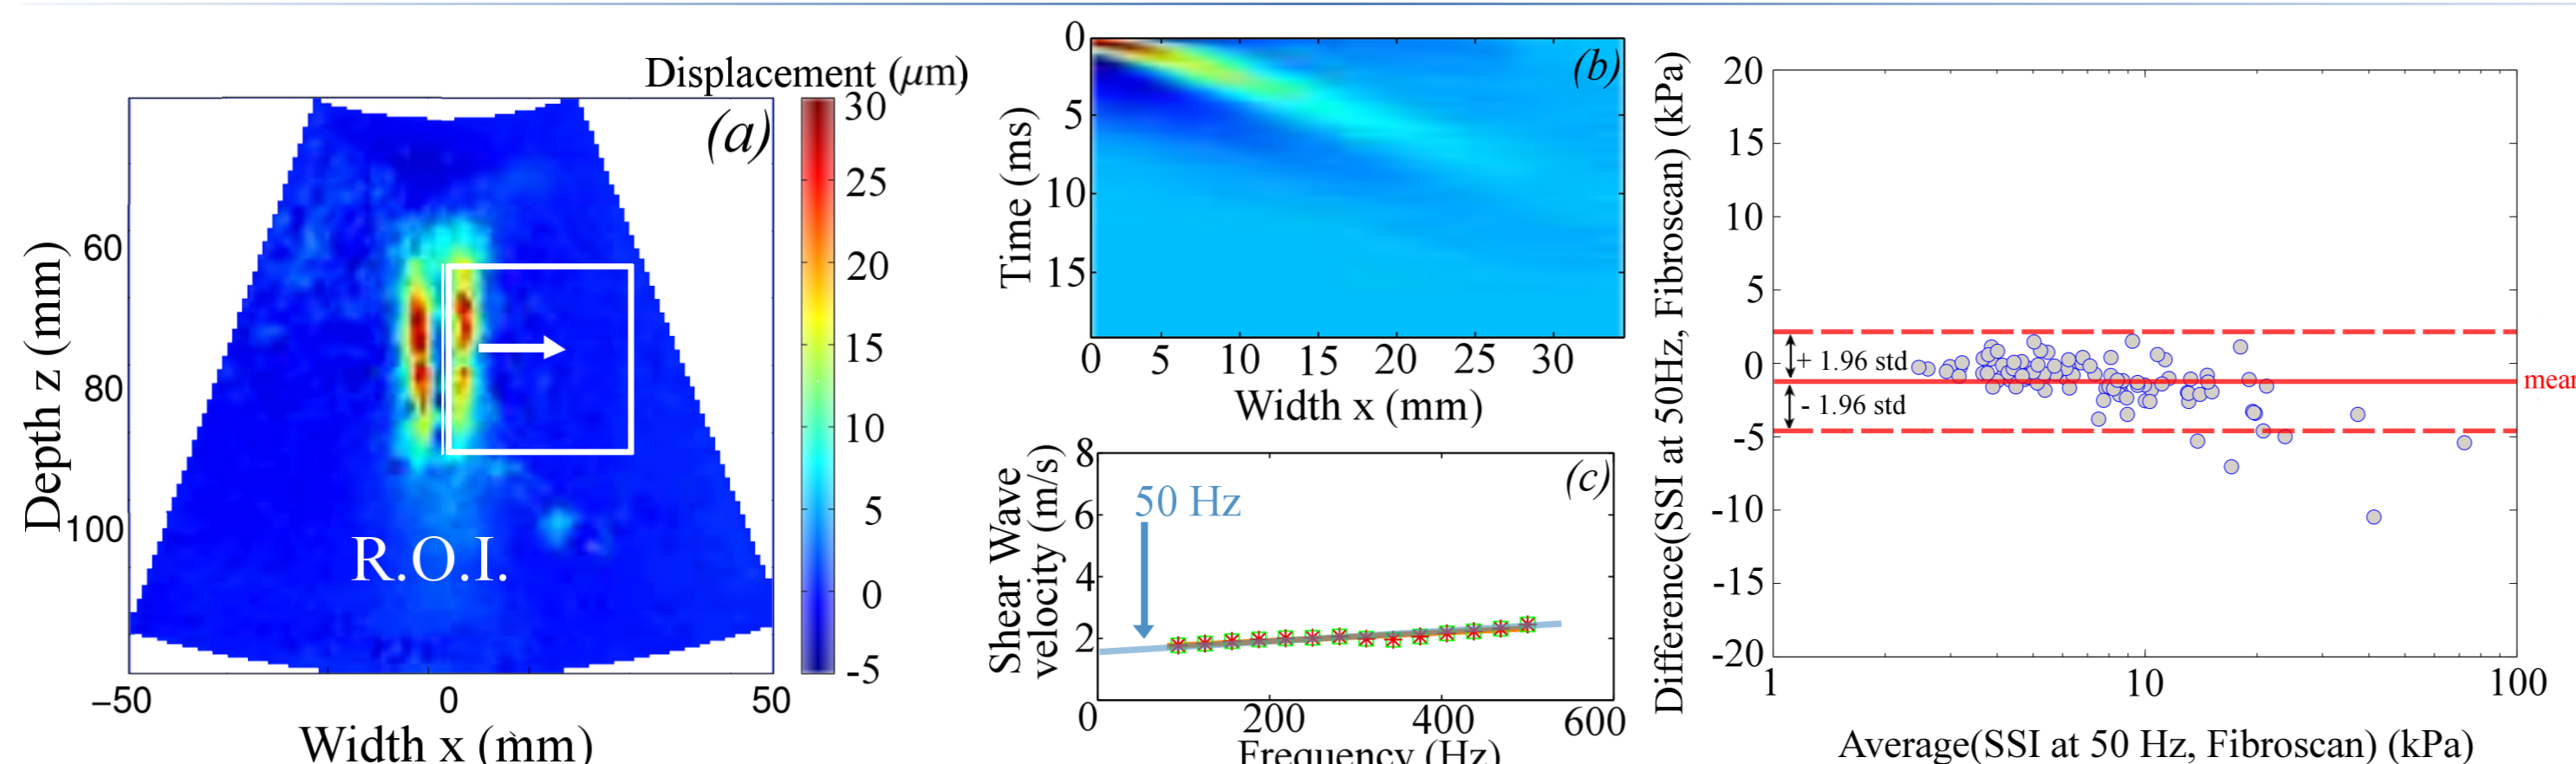 Displacement (μm)
(a)
30
25
20
15
10
5
0
-5
Depth z (mm)
60
80
100
R.O.I.
−50
0
50
Width x (mm)
(b)
Time (ms)
0
5
10
15
0 5 10 15 20 25 30
Width x (mm)
(c)
Shear Wave
velocity (m/s)
8
6
4
2
50 Hz
0 200 400 600
Frequency (Hz)
Difference(SSI at 50Hz, Fibroscan) (kPa)
20
15
10
5
0
-5
-10
-15
-20
+ 1.96 std
- 1.96 std
mean
1 10 100
Average(SSI at 50 Hz, Fibroscan) (kPa)